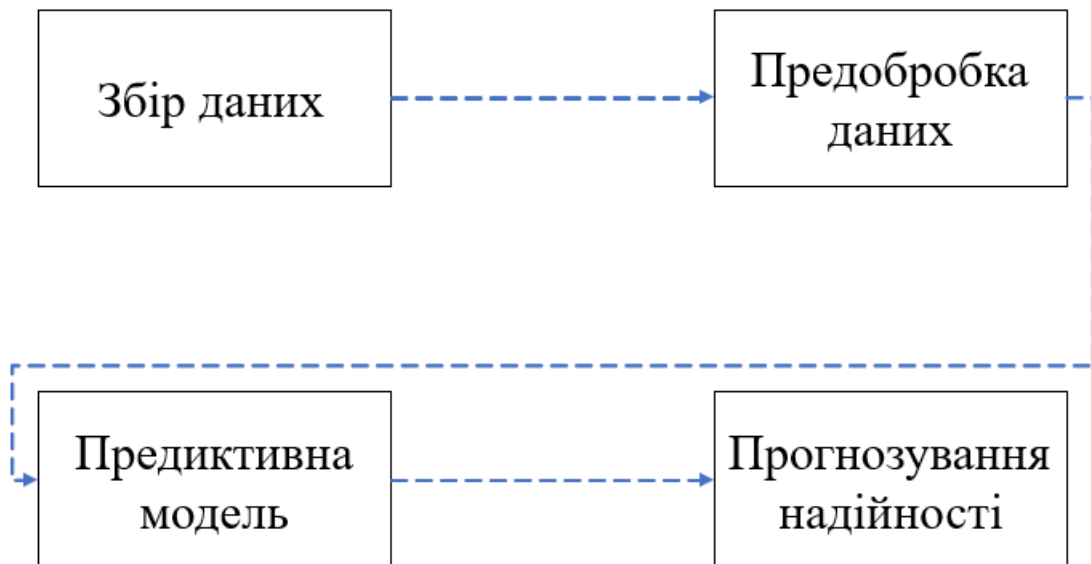 Збір даних
Предобробка
даних
Предиктивна
модель
Прогнозування
надійності